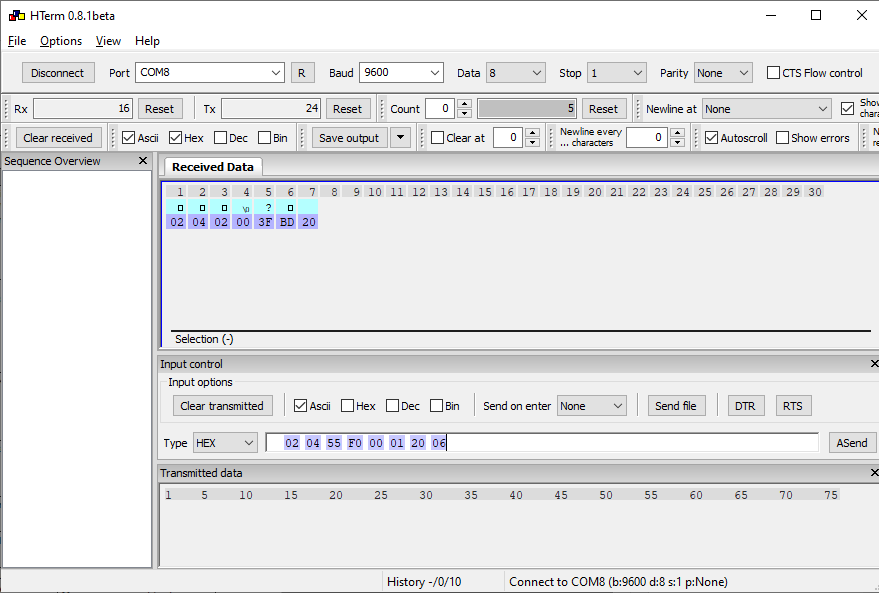 HTerm 0.8.1beta
File Options View Help
Disconnect Port COM8 R Baud 9600 Data 8 Stop 1 Parity None CTS Flow control
Rx 16 Reset Tx 24 Reset Count 0 5 Reset Newline at None Show
chara
Clear received Ascii Hex Dec Bin Save output Clear at 0 Newline every
... characters 0 Autoscroll Show errors N
re
Sequence Overview
Received Data
1 2 3 4 5 6 7 8 9 10 11 12 13 14 15 16 17 18 19 20 21 22 23 24 25 26 27 28 29 30
\0 ?
02 04 02 00 3F BD 20
Selection (-)
Input control
Input options
Clear transmitted Ascii Hex Dec Bin Send on enter None Send file DTR RTS
Type HEX 02 04 55 F0 00 01 20 06 ASend
Transmitted data
1 5 10 15 20 25 30 35 40 45 50 55 60 65 70 75
History -/0/10 Connect to COM8 (b:9600 d:8 s:1 p:None)